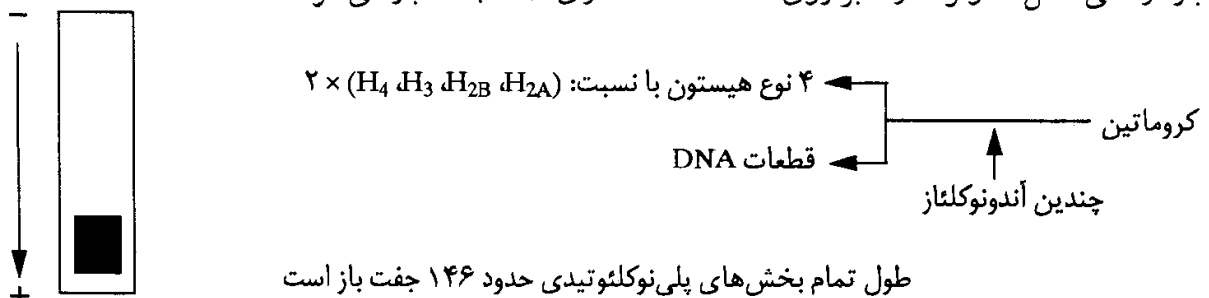 ۴ نوع هیستون با نسبت: (H2A، H2B، H3، H4) × ۲
کروماتین
قطعات DNA
چندین آندونوکلئاز
طول تمام بخش‌های پلی‌نوکلئوتیدی حدود ۱۴۶ جفت باز است
−
+